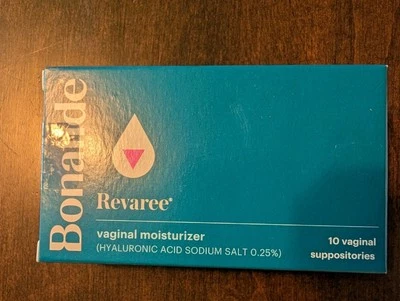 Bonafide
Revaree®
vaginal moisturizer
(HYALURONIC ACID SODIUM SALT 0.25%)
10 vaginal
suppositories